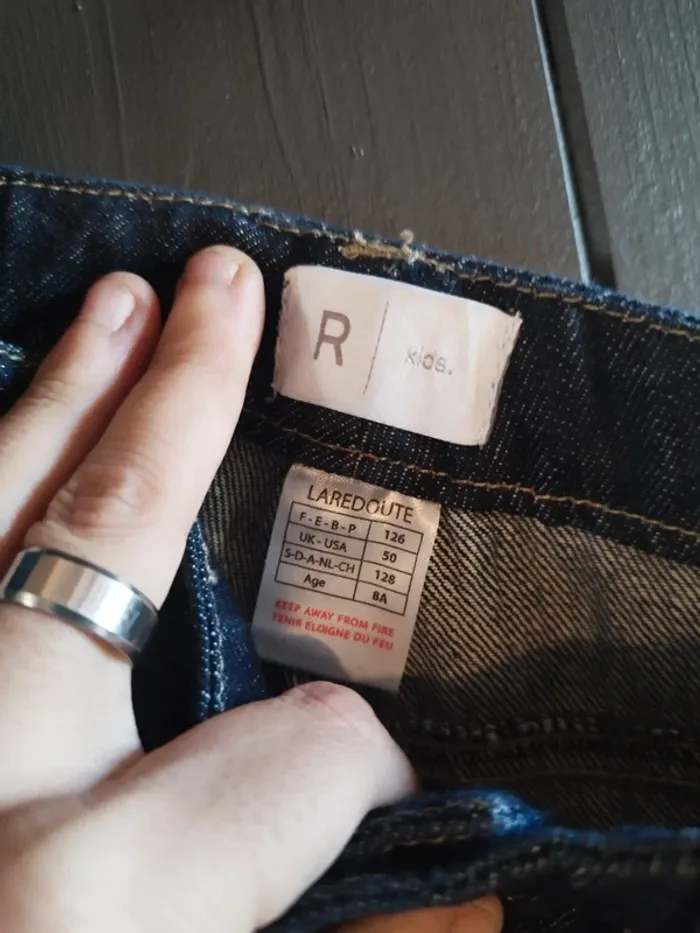 R | kids.
LAREDOUTE
F-E-B-P 126
UK-USA 50
S-D-A-NL-CH 128
Age 8A
KEEP AWAY FROM FIRE
TENIR ELOIGNE DU FEU